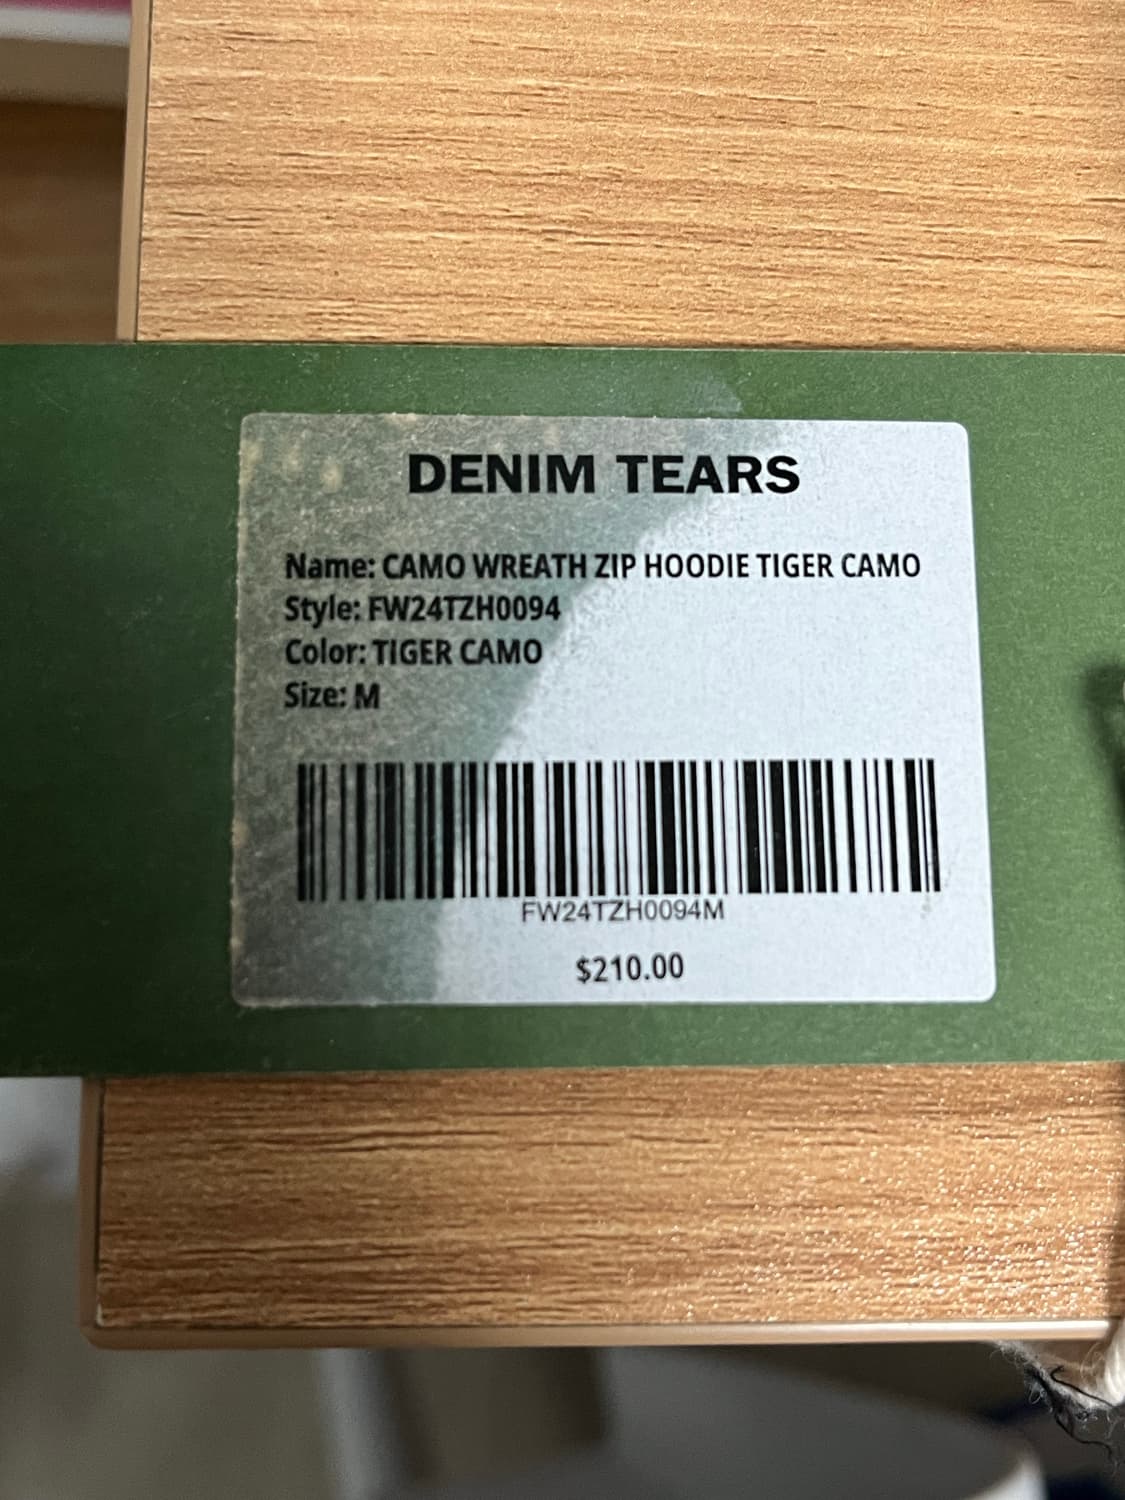 DENIM TEARS
Name: CAMO WREATH ZIP HOODIE TIGER CAMO
Style: FW24TZH0094
Color: TIGER CAMO
Size: M
FW24TZH0094M
$210.00